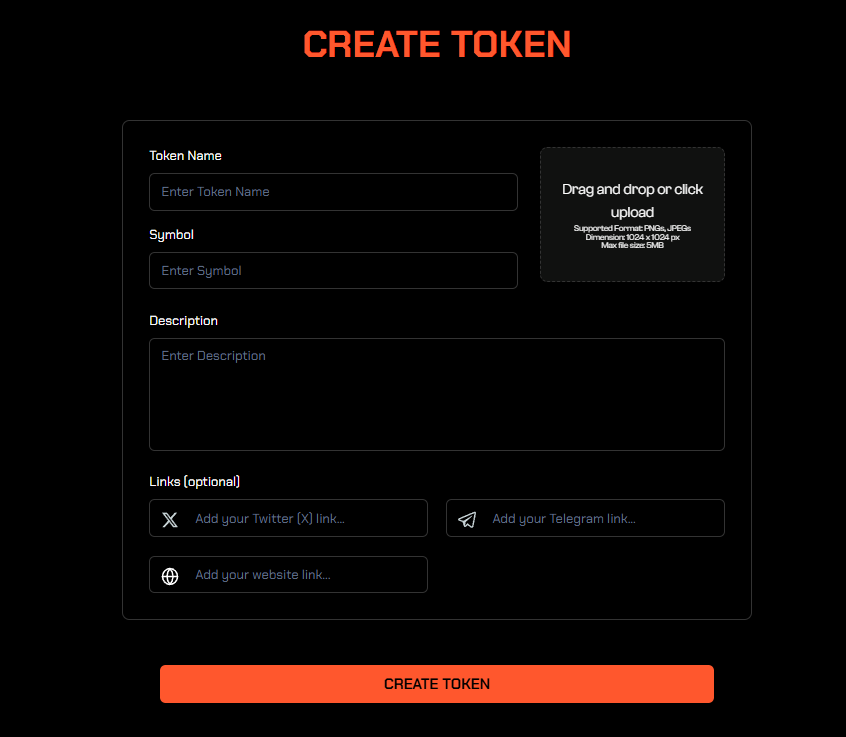 CREATE TOKEN
Token Name
Enter Token Name
Symbol
Enter Symbol
Drag and drop or click
upload
Supported Format: PNGs, JPEGs
Dimension: 1024 x 1024 px
Max file size: 5MB
Description
Enter Description
Links (optional)
Add your Twitter (X) link...
Add your Telegram link...
Add your website link...
CREATE TOKEN